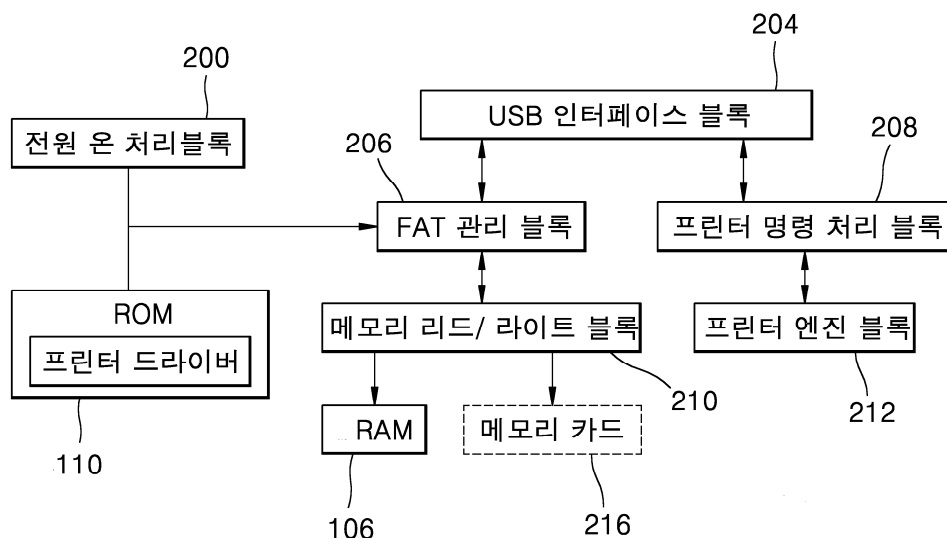 200
204
전원 온 처리블록
USB 인터페이스 블록
206
208
FAT 관리 블록
프린터 명령 처리 블록
ROM
프린터 드라이버
메모리 리드/ 라이트 블록
프린터 엔진 블록
110
RAM
메모리 카드
210
212
106
216